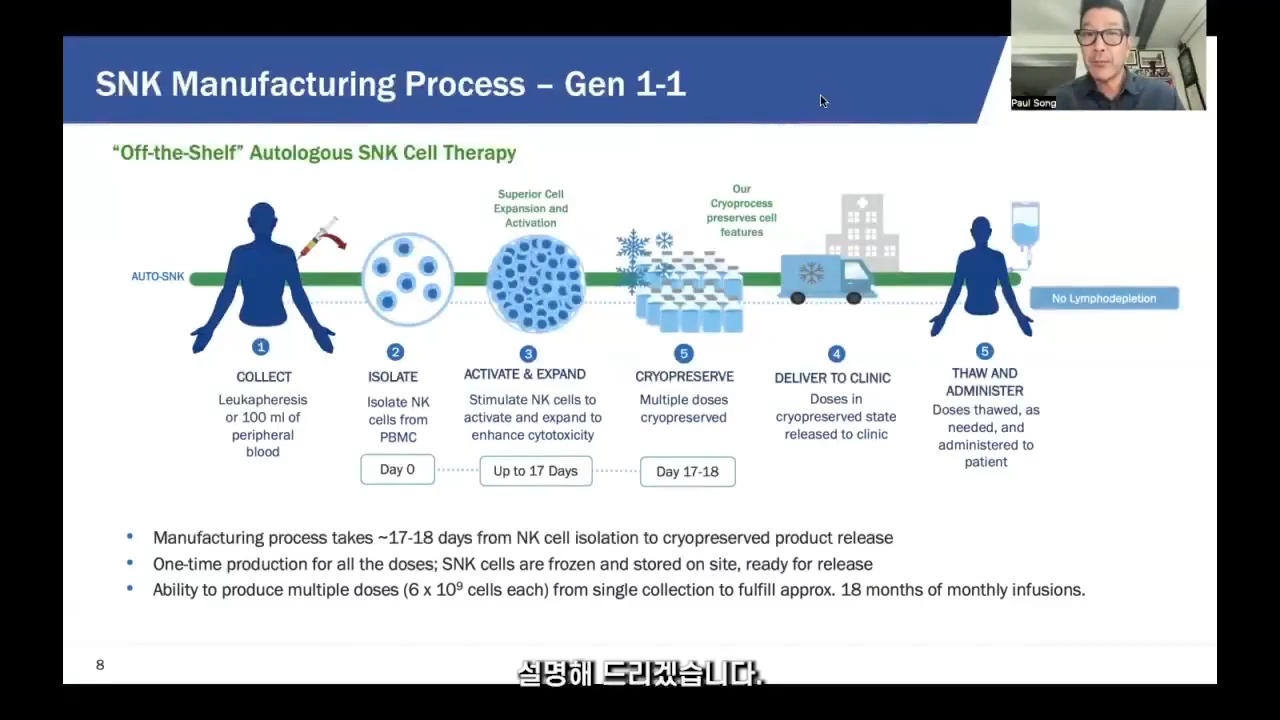 SNK Manufacturing Process – Gen 1-1
Paul Song
“Off-the-Shelf” Autologous SNK Cell Therapy
Superior Cell
Expansion and
Activation
Our
Cryoprocess
preserves cell
features
AUTO-SNK
No Lymphodepletion
1
COLLECT
Leukapheresis
or 100 ml of
peripheral
blood
2
ISOLATE
Isolate NK
cells from
PBMC
Day 0
3
ACTIVATE & EXPAND
Stimulate NK cells to
activate and expand to
enhance cytotoxicity
Up to 17 Days
5
CRYOPRESERVE
Multiple doses
cryopreserved
Day 17-18
4
DELIVER TO CLINIC
Doses in
cryopreserved state
released to clinic
5
THAW AND
ADMINISTER
Doses thawed, as
needed, and
administered to
patient
• Manufacturing process takes ~17-18 days from NK cell isolation to cryopreserved product release
• One-time production for all the doses; SNK cells are frozen and stored on site, ready for release
• Ability to produce multiple doses (6 x 10⁹ cells each) from single collection to fulfill approx. 18 months of monthly infusions.
8
설명해 드리겠습니다.